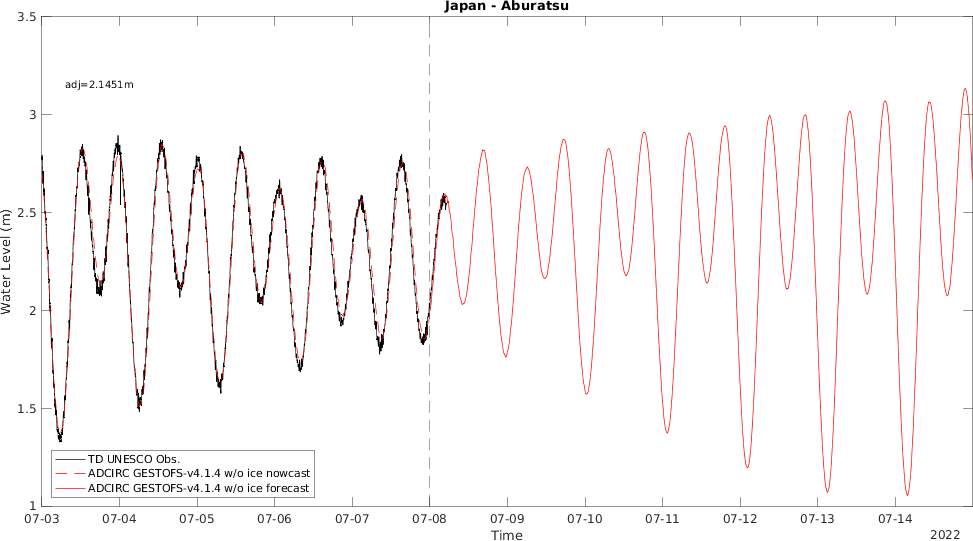 Japan - Aburatsu
3.5
3
2.5
2
1.5
1
Water Level (m)
adj=2.1451m
TD UNESCO Obs.
ADCIRC GESTOFS-v4.1.4 w/o ice nowcast
ADCIRC GESTOFS-v4.1.4 w/o ice forecast
07-03 07-04 07-05 07-06 07-07 07-08 07-09 07-10 07-11 07-12 07-13 07-14
Time
2022